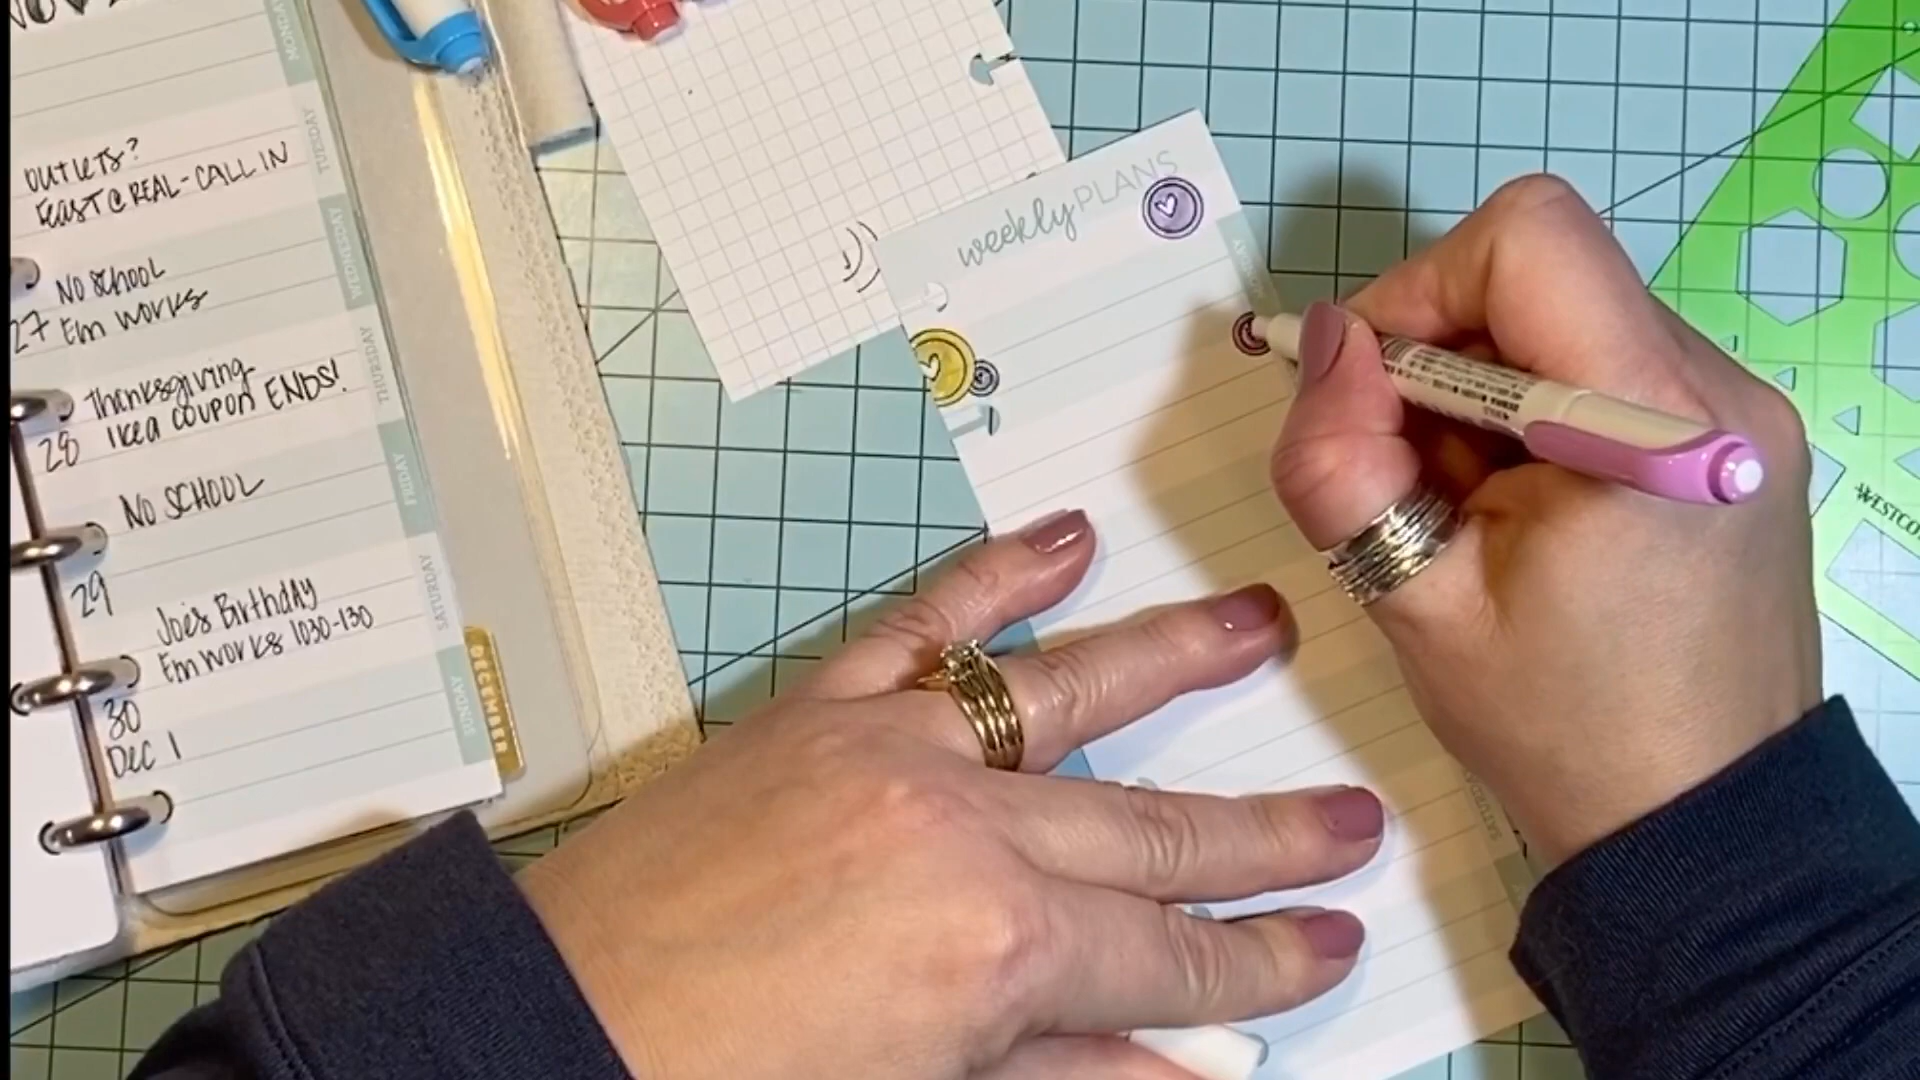 NOV
MONDAY
TUESDAY
OUTLETS?
FEAST @ REAL - CALL IN
WEDNESDAY
NO SCHOOL
27 Em works
THURSDAY
Thanksgiving
Ikea coupon ENDS!
28
FRIDAY
NO SCHOOL
29
SATURDAY
Joe's Birthday
Em works 1030-130
30
Dec 1
SUNDAY
DECEMBER
weekly PLANS
MONDAY
SATURDAY
WESTCO